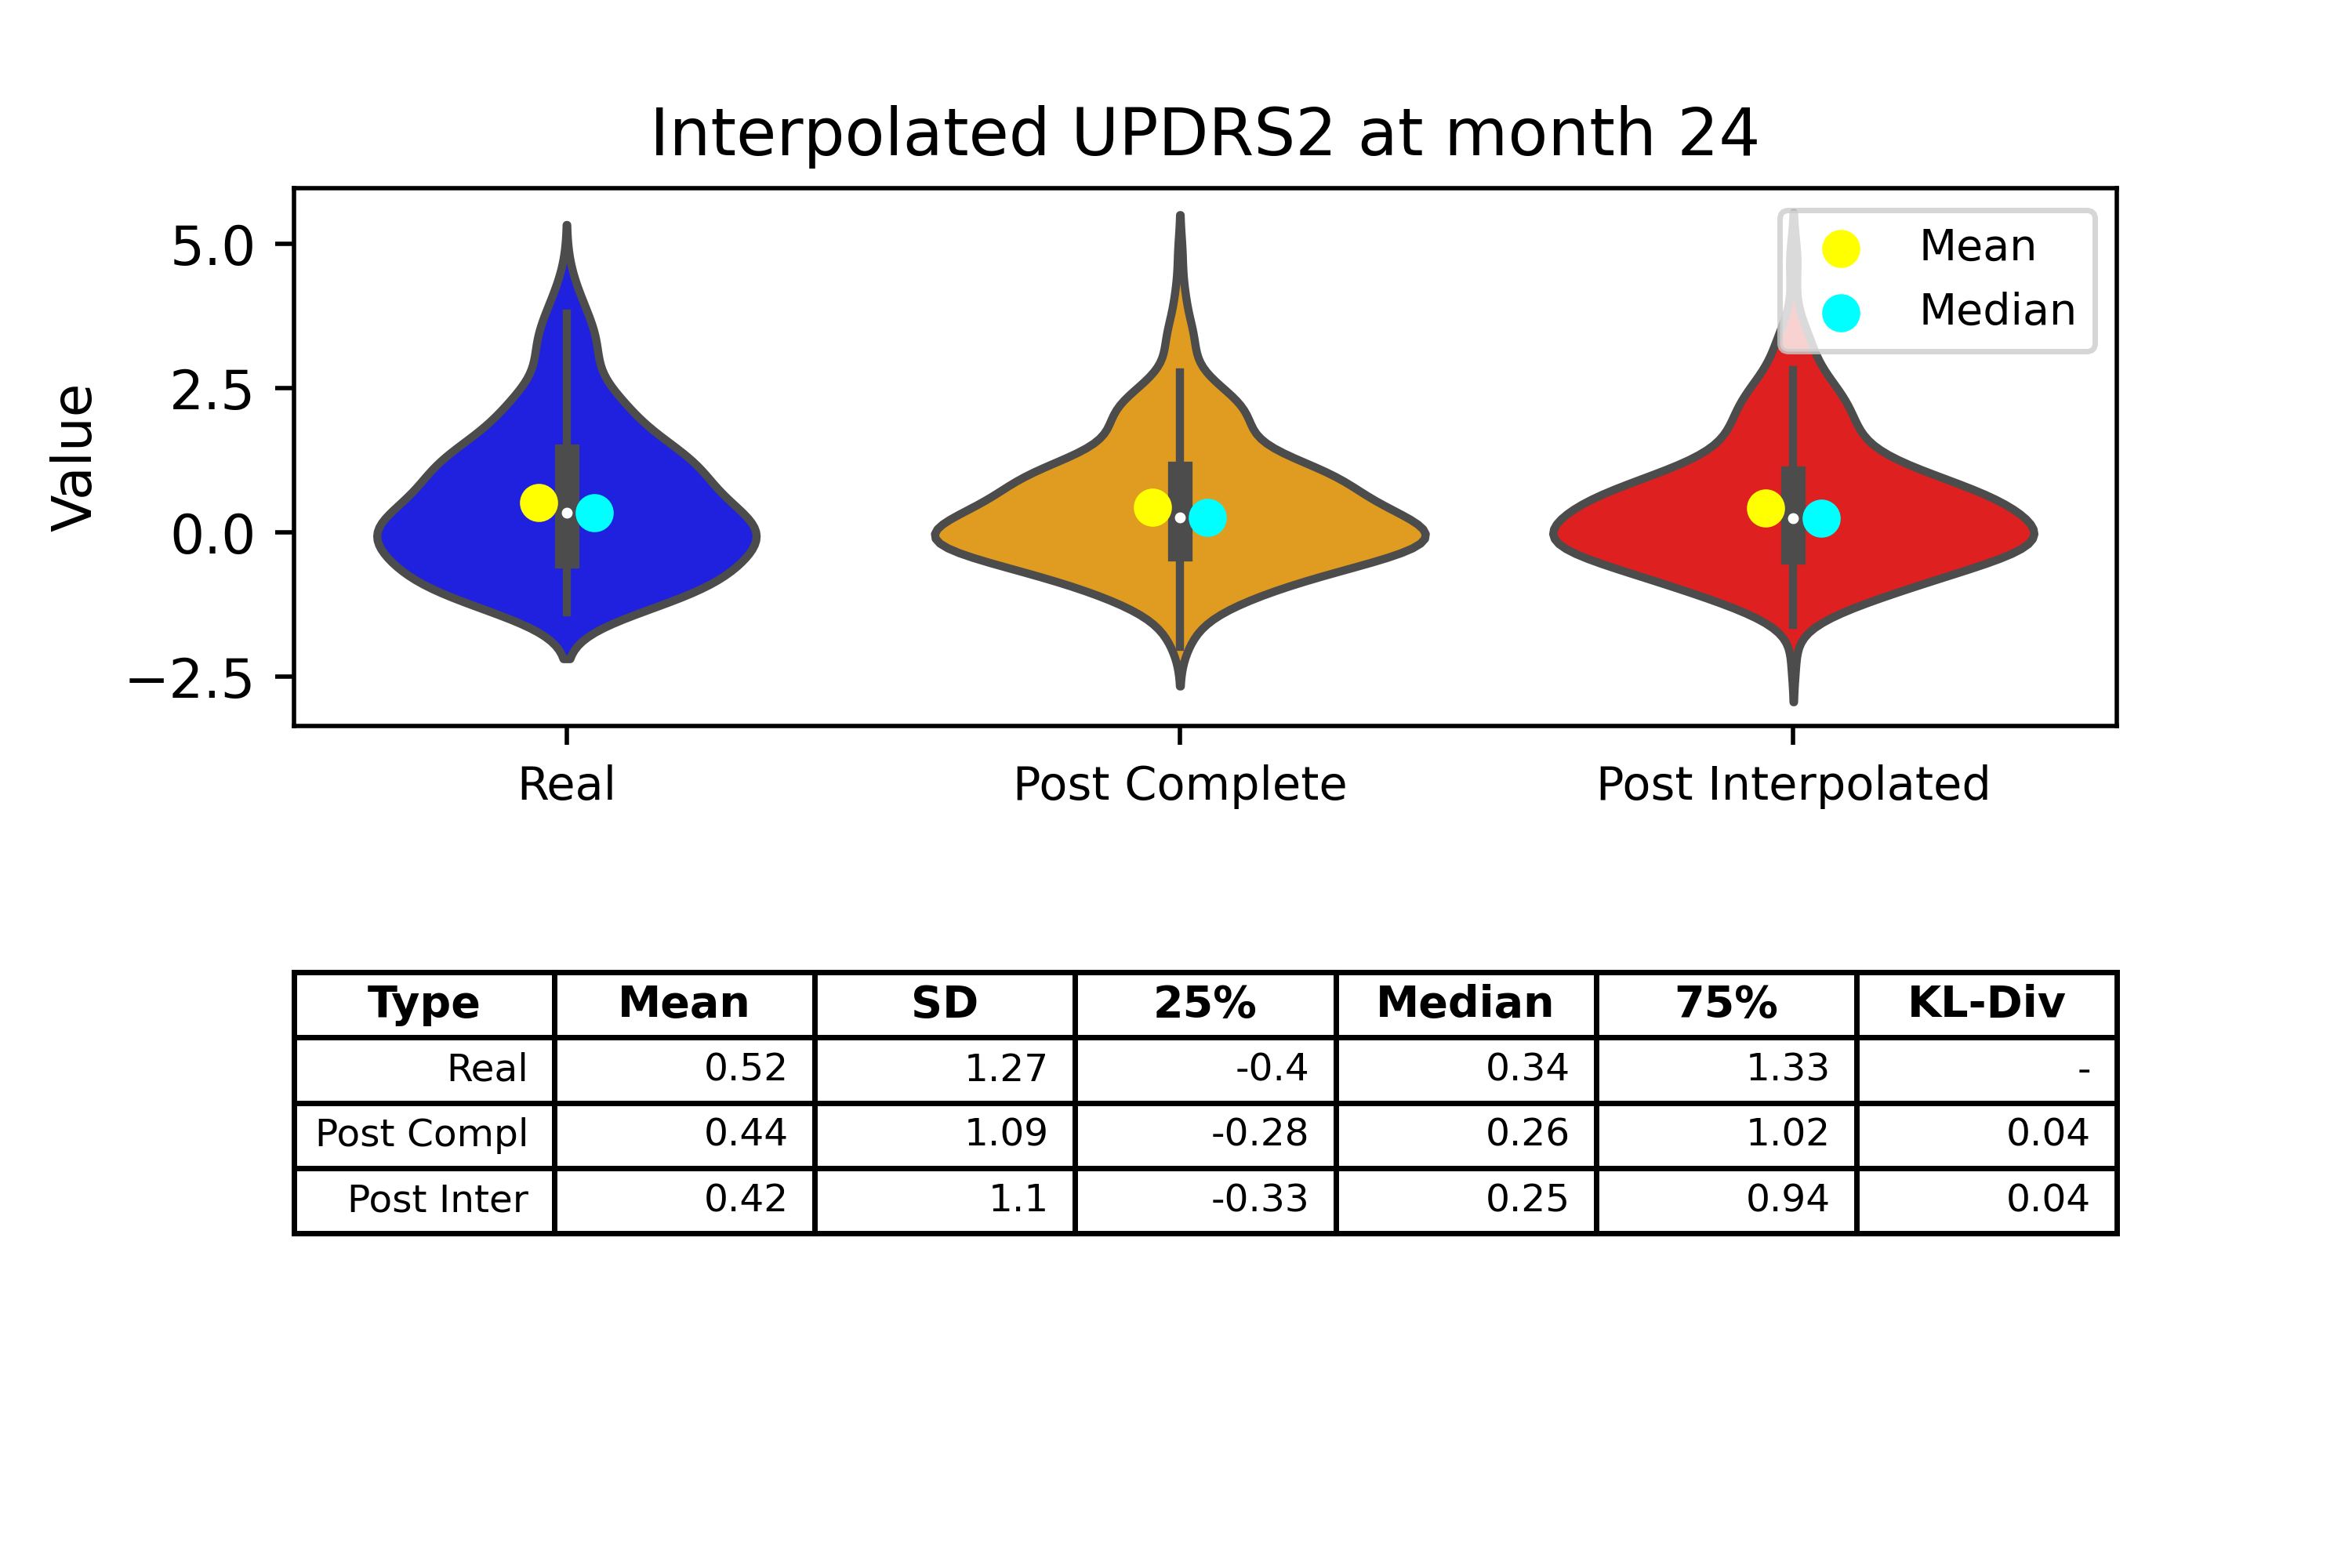 Interpolated UPDRS2 at month 24
Value
5.0
2.5
0.0
−2.5
Mean
Median
Real Post Complete Post Interpolated
Type Mean SD 25% Median 75% KL-Div
Real 0.52 1.27 -0.4 0.34 1.33 -
Post Compl 0.44 1.09 -0.28 0.26 1.02 0.04
Post Inter 0.42 1.1 -0.33 0.25 0.94 0.04